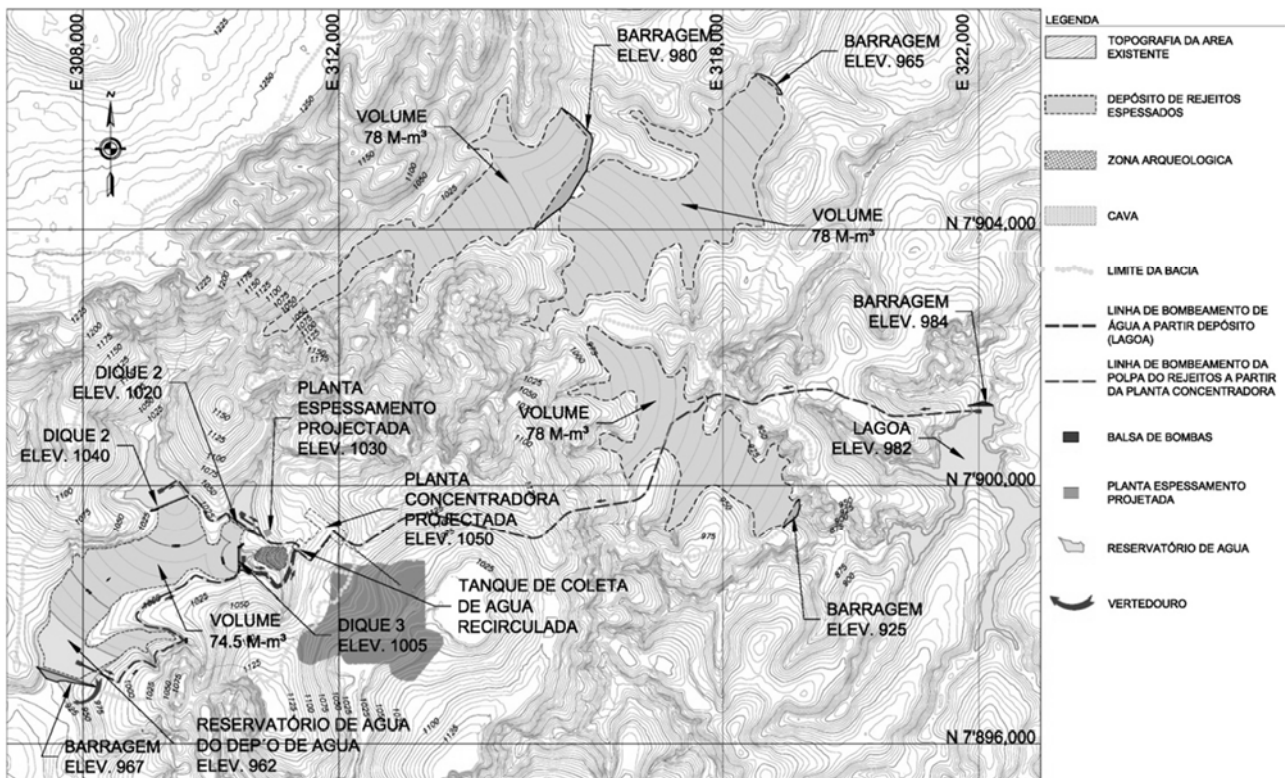 E 308,000
E 312,000
E 318,000
E 322,000
N 7'904,000
N 7'900,000
N 7'896,000
N
BARRAGEM
ELEV. 980
BARRAGEM
ELEV. 965
VOLUME
78 M-m³
VOLUME
78 M-m³
BARRAGEM
ELEV. 984
DIQUE 2
ELEV. 1020
PLANTA
ESPESSAMENTO
PROJECTADA
ELEV. 1030
VOLUME
78 M-m³
LAGOA
ELEV. 982
DIQUE 2
ELEV. 1040
PLANTA
CONCENTRADORA
PROJECTADA
ELEV. 1050
TANQUE DE COLETA
DE AGUA
RECIRCULADA
VOLUME
74.5 M-m³
DIQUE 3
ELEV. 1005
BARRAGEM
ELEV. 925
RESERVATÓRIO DE AGUA
DO DEP´O DE AGUA
ELEV. 962
BARRAGEM
ELEV. 967
LEGENDA
TOPOGRAFIA DA AREA
EXISTENTE
DEPÓSITO DE REJEITOS
ESPESSADOS
ZONA ARQUEOLOGICA
CAVA
LIMITE DA BACIA
LINHA DE BOMBEAMENTO DE
ÁGUA A PARTIR DEPÓSITO
(LAGOA)
LINHA DE BOMBEAMENTO DA
POLPA DO REJEITOS A PARTIR
DA PLANTA CONCENTRADORA
BALSA DE BOMBAS
PLANTA ESPESSAMENTO
PROJETADA
RESERVATÓRIO DE AGUA
VERTEDOURO